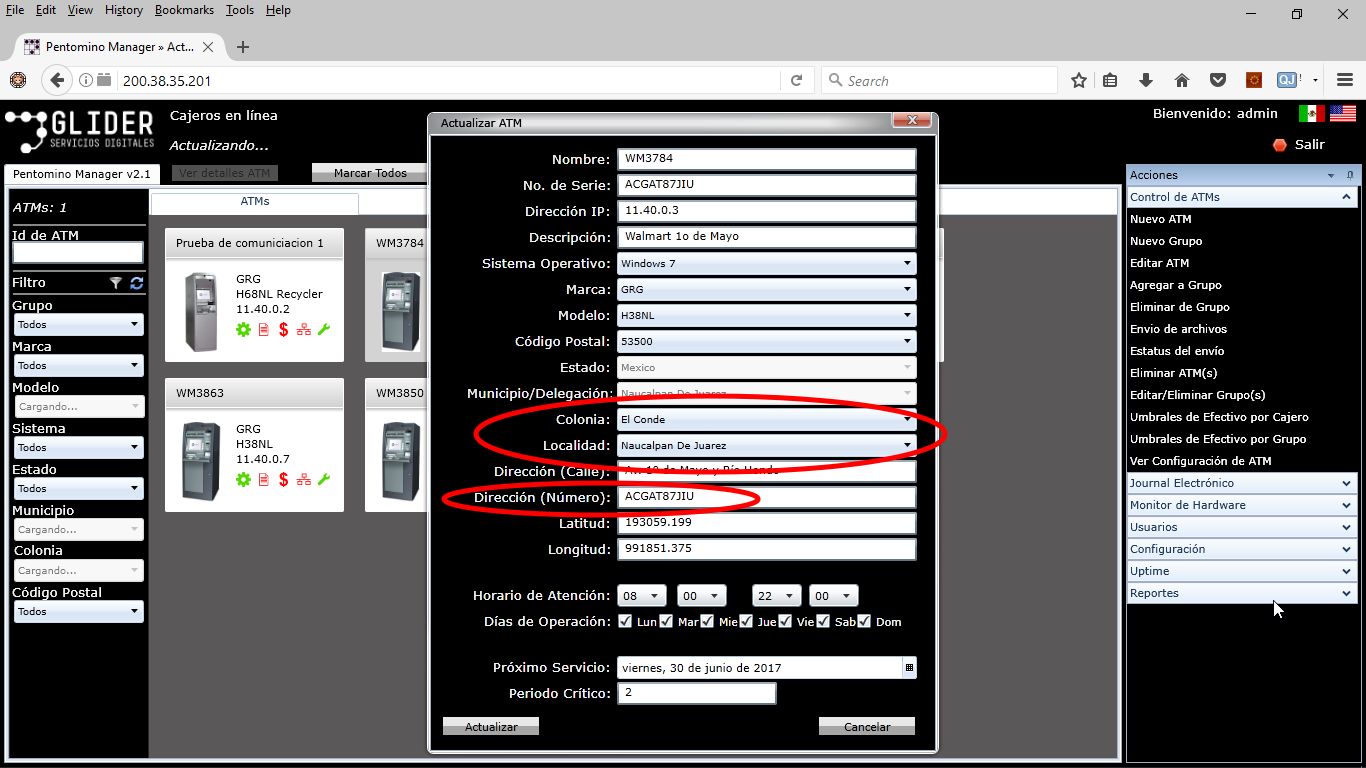 File Edit View History Bookmarks Tools Help
Pentomino Manager » Act...
200.38.35.201
Search
QJ !
GLIDER
SERVICIOS DIGITALES
Cajeros en línea
Actualizando...
Bienvenido: admin
Salir
Pentomino Manager v2.1
Ver detalles ATM
Marcar Todos
ATMs: 1
Id de ATM
Filtro
Grupo
Todos
Marca
Todos
Modelo
Cargando...
Sistema
Todos
Estado
Todos
Municipio
Cargando...
Colonia
Cargando...
Código Postal
Todos
ATMs
Prueba de comuniciacion 1
GRG
H68NL Recycler
11.40.0.2
WM3784
WM3863
GRG
H38NL
11.40.0.7
WM3850
Actualizar ATM
Nombre: WM3784
No. de Serie: ACGAT87JIU
Dirección IP: 11.40.0.3
Descripción: Walmart 1o de Mayo
Sistema Operativo: Windows 7
Marca: GRG
Modelo: H38NL
Código Postal: 53500
Estado: Mexico
Municipio/Delegación: Naucalpan De Juarez
Colonia: El Conde
Localidad: Naucalpan De Juarez
Dirección (Calle): Av. 1º de Mayo y Río Hondo
Dirección (Número): ACGAT87JIU
Latitud: 193059.199
Longitud: 991851.375
Horario de Atención: 08 00 22 00
Días de Operación: Lun Mar Mie Jue Vie Sab Dom
Próximo Servicio: viernes, 30 de junio de 2017
Periodo Crítico: 2
Actualizar Cancelar
Acciones
Control de ATMs
Nuevo ATM
Nuevo Grupo
Editar ATM
Agregar a Grupo
Eliminar de Grupo
Envio de archivos
Estatus del envío
Eliminar ATM(s)
Editar/Eliminar Grupo(s)
Umbrales de Efectivo por Cajero
Umbrales de Efectivo por Grupo
Ver Configuración de ATM
Journal Electrónico
Monitor de Hardware
Usuarios
Configuración
Uptime
Reportes